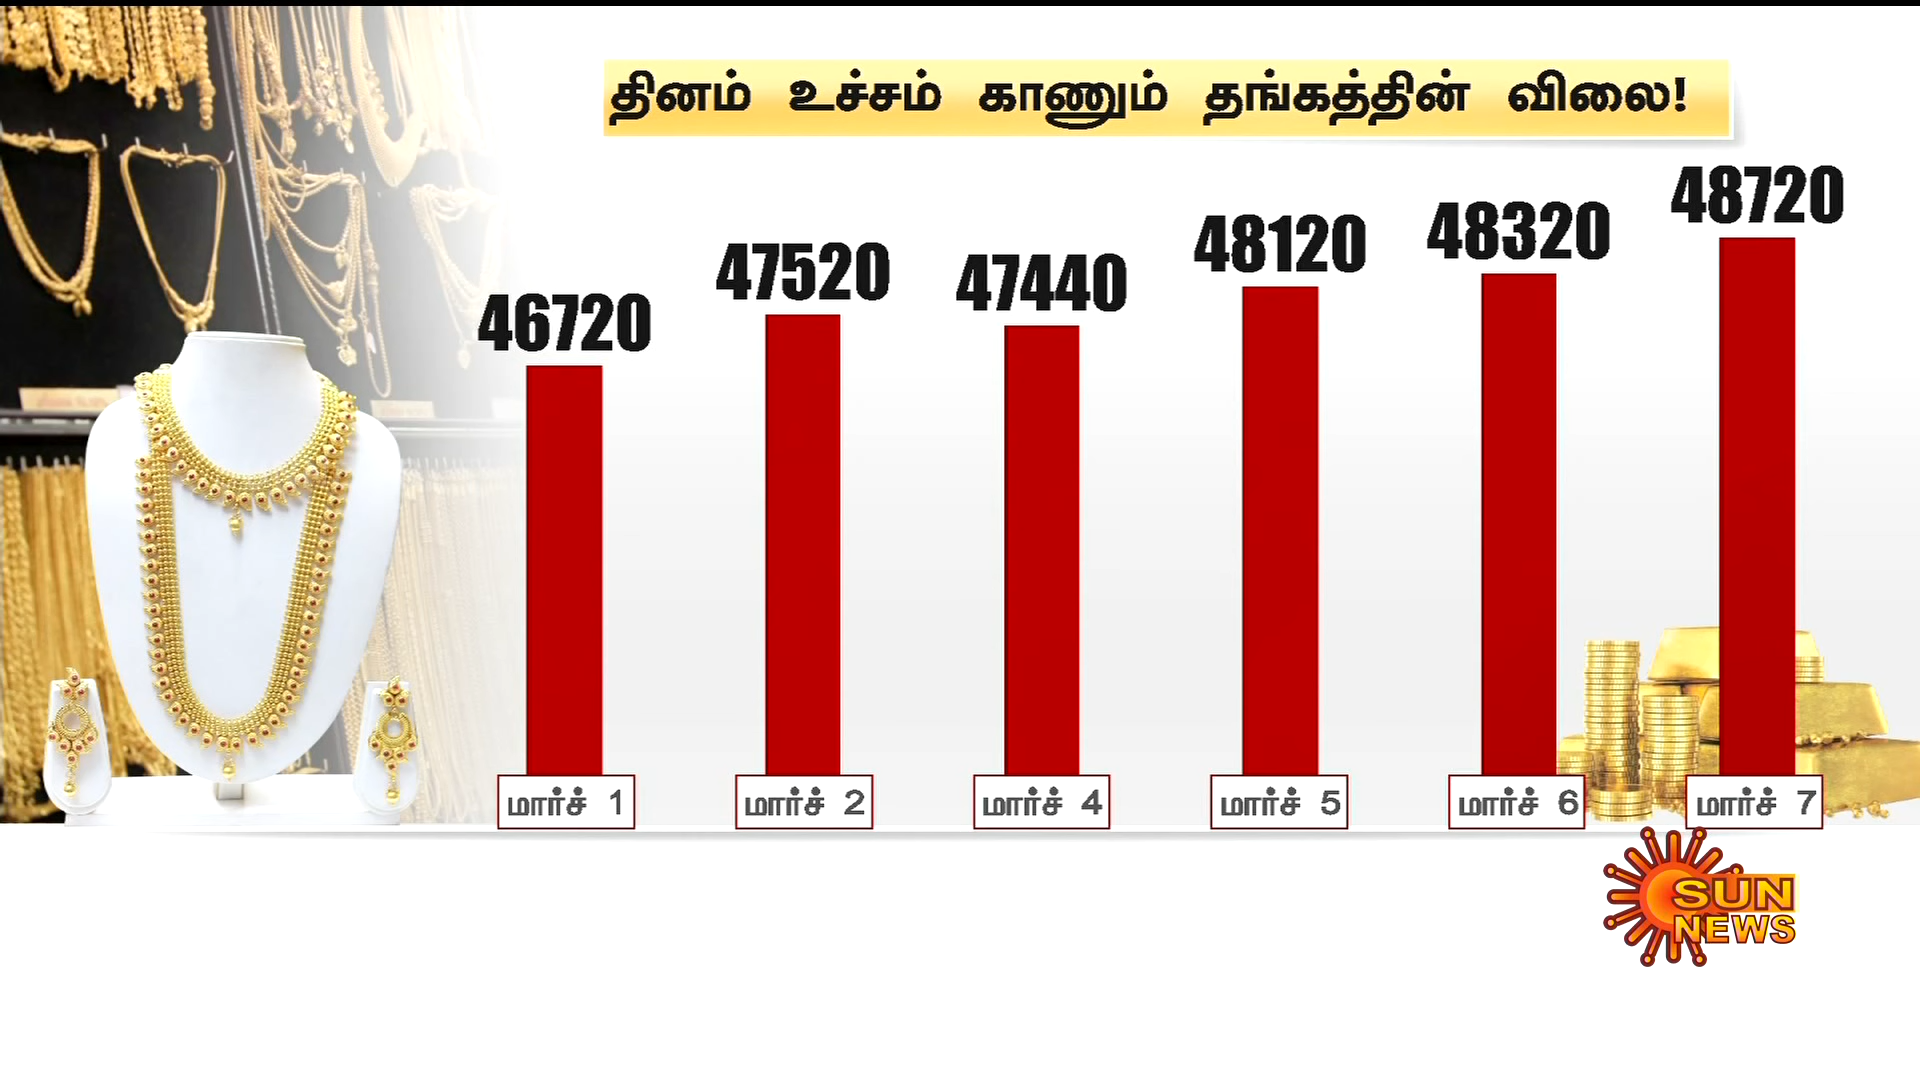 தினம் உச்சம் காணும் தங்கத்தின் விலை!
46720
47520
47440
48120
48320
48720
மார்ச் 1
மார்ச் 2
மார்ச் 4
மார்ச் 5
மார்ச் 6
மார்ச் 7
SUN
NEWS